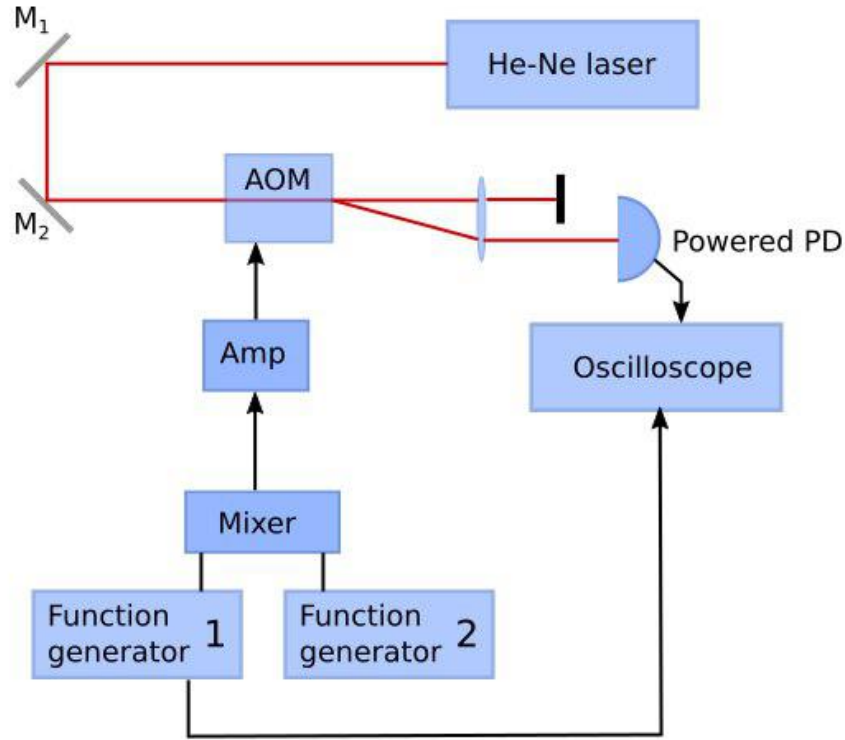 M1
He-Ne laser
M2
AOM
Powered PD
Amp
Oscilloscope
Mixer
Function
generator 1
Function
generator 2